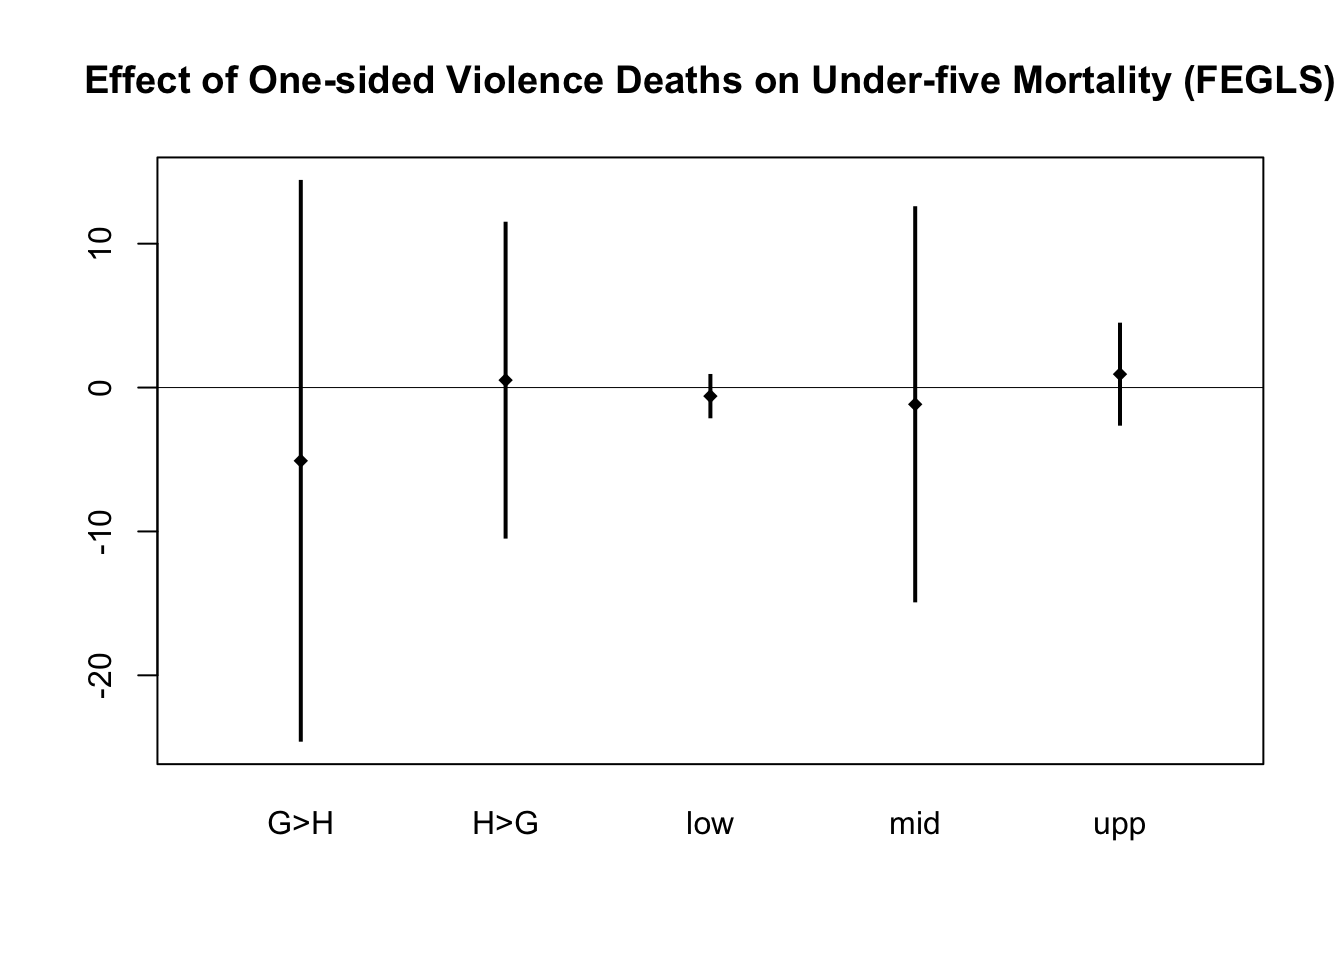 Effect of One-sided Violence Deaths on Under-five Mortality (FEGLS)
10
0
-10
-20
G>H H>G low mid upp